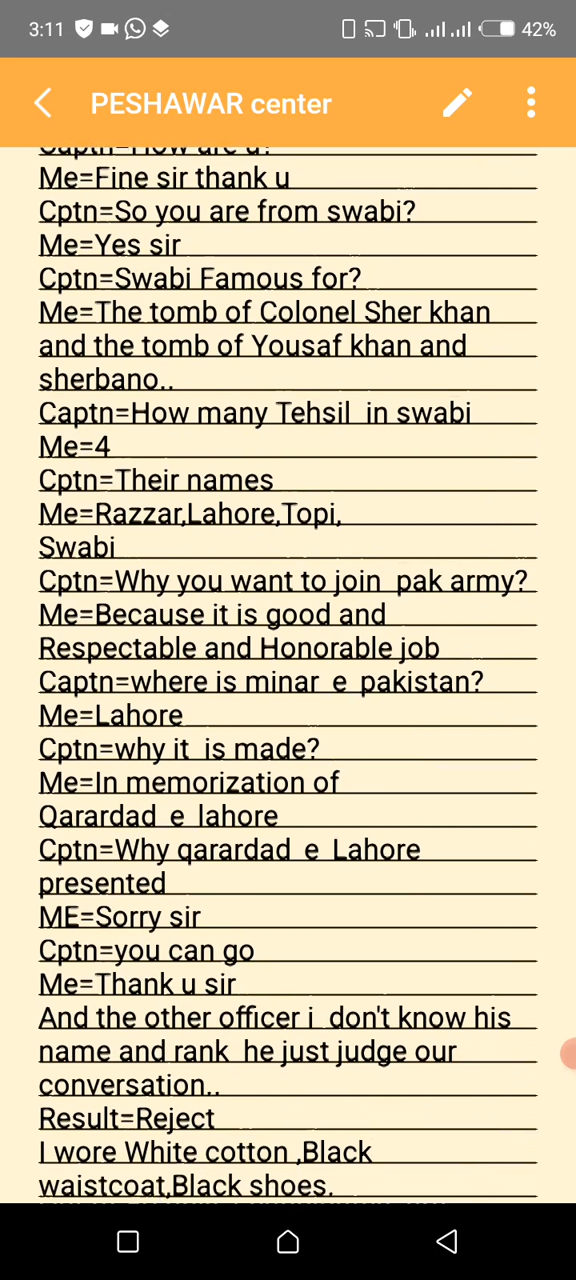 3:11 42%
PESHAWAR center
Captn=How are u?
Me=Fine sir thank u
Cptn=So you are from swabi?
Me=Yes sir
Cptn=Swabi Famous for?
Me=The tomb of Colonel Sher khan
and the tomb of Yousaf khan and
sherbano..
Captn=How many Tehsil  in swabi
Me=4
Cptn=Their names
Me=Razzar,Lahore,Topi,
Swabi
Cptn=Why you want to join  pak army?
Me=Because it is good and
Respectable and Honorable job
Captn=where is minar  e  pakistan?
Me=Lahore
Cptn=why it  is made?
Me=In memorization of
Qarardad  e  lahore
Cptn=Why qarardad  e  Lahore
presented
ME=Sorry sir
Cptn=you can go
Me=Thank u sir
And the other officer i  don't know his
name and rank  he just judge our
conversation..
Result=Reject
I wore White cotton ,Black
waistcoat,Black shoes.